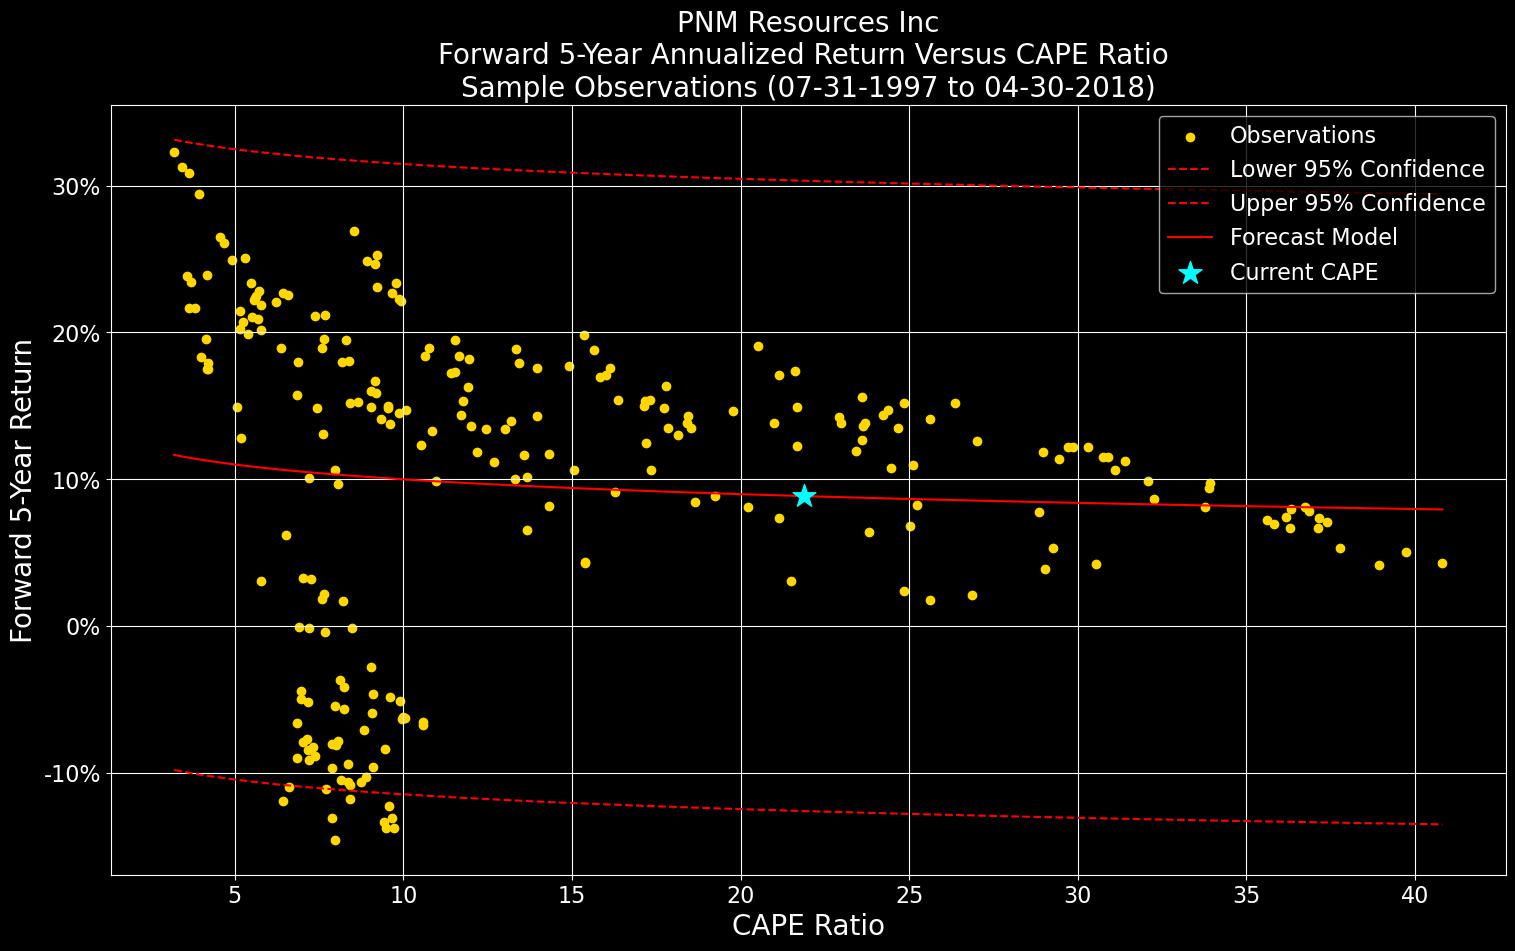 PNM Resources Inc
Forward 5-Year Annualized Return Versus CAPE Ratio
Sample Observations (07-31-1997 to 04-30-2018)
Observations
Lower 95% Confidence
Upper 95% Confidence
Forecast Model
Current CAPE
Forward 5-Year Return
30%
20%
10%
0%
-10%
5 10 15 20 25 30 35 40
CAPE Ratio